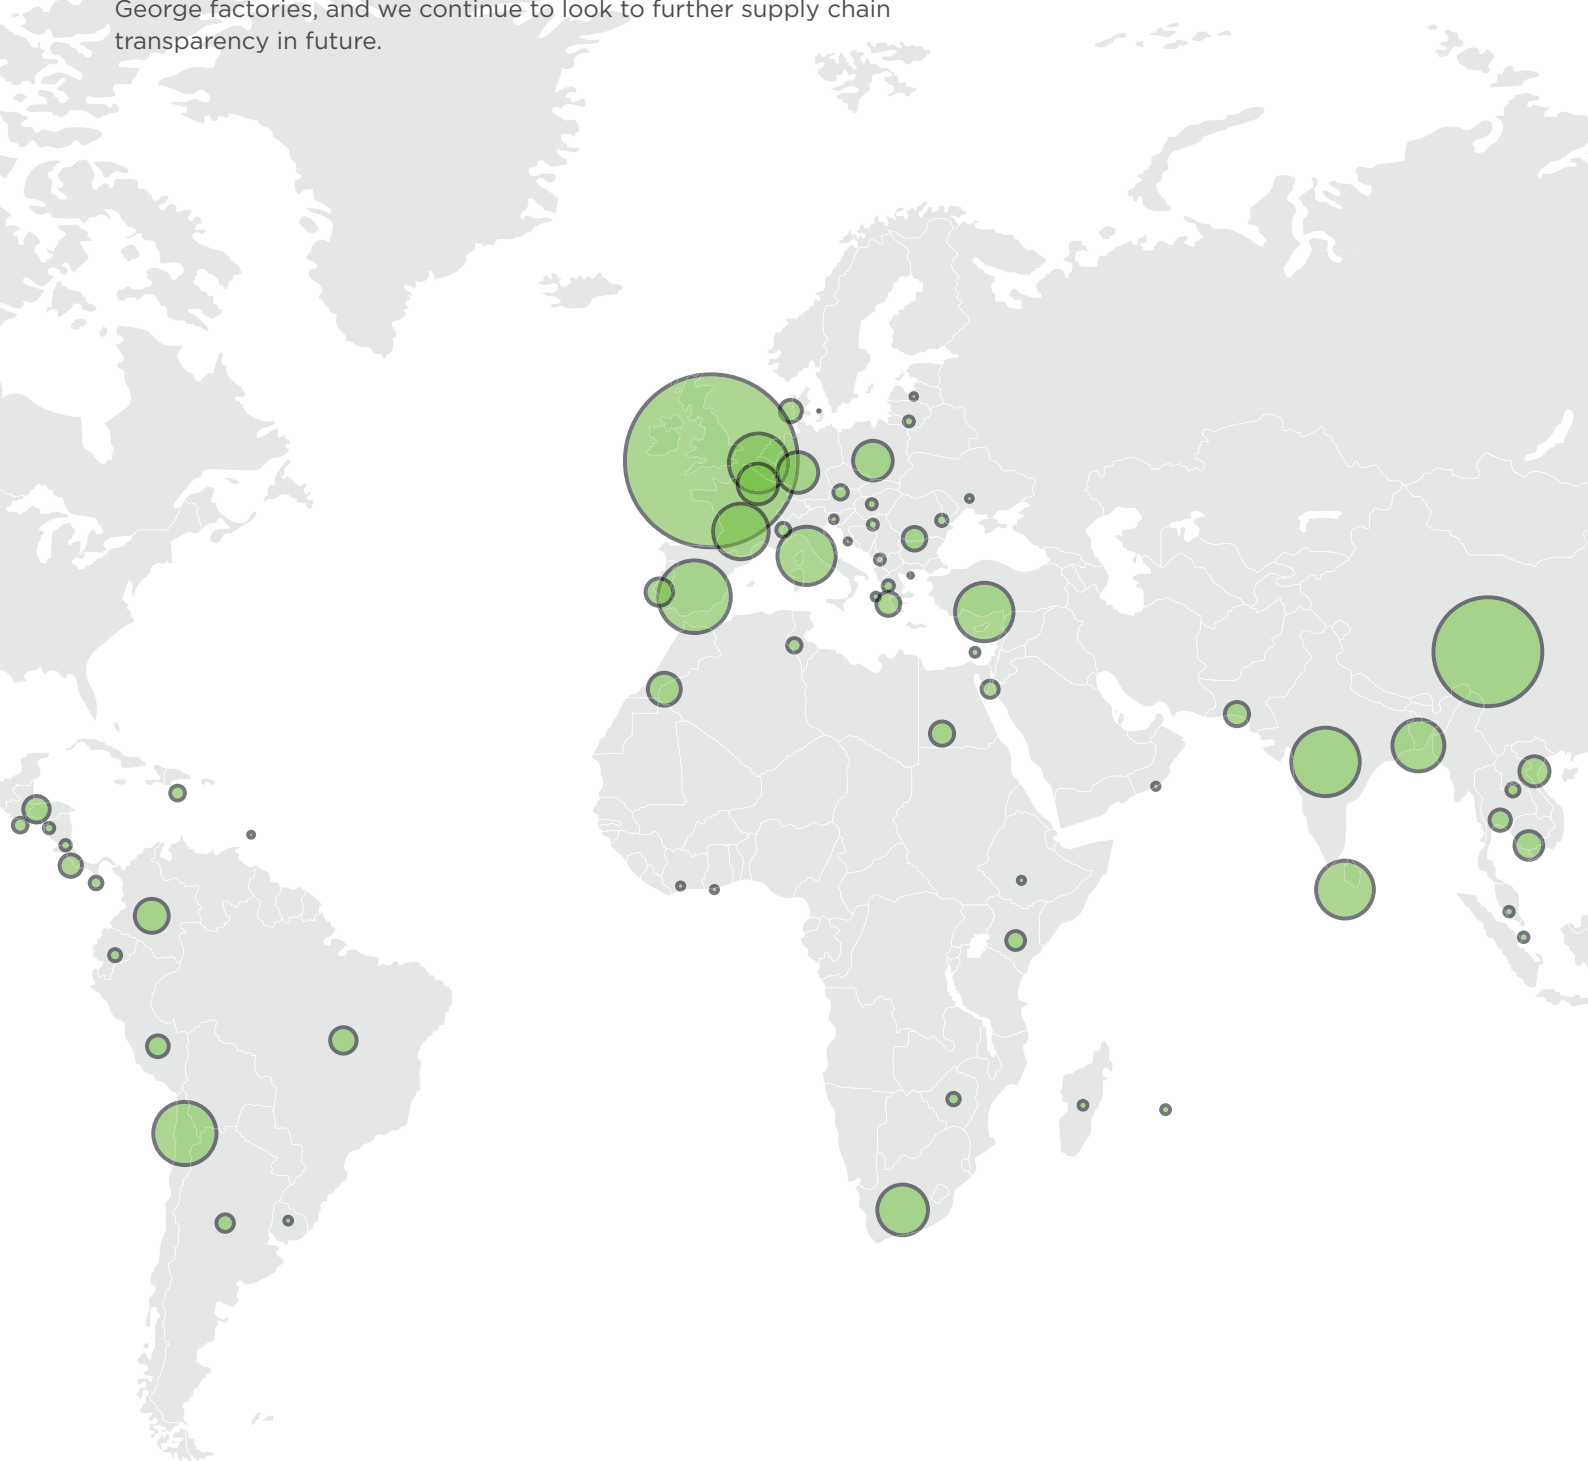 George factories, and we continue to look to further supply chain
transparency in future.